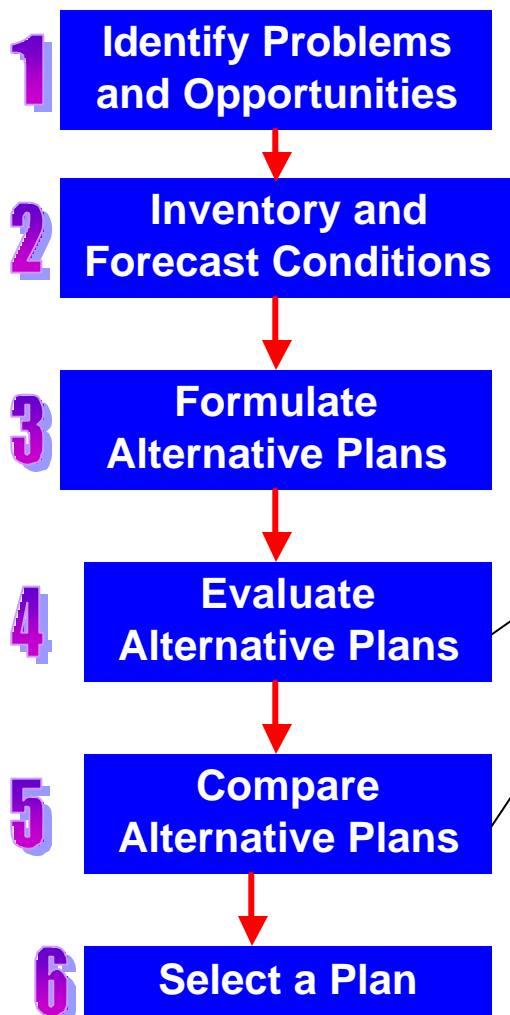 1
Identify Problems
and Opportunities
2
Inventory and
Forecast Conditions
3
Formulate
Alternative Plans
4
Evaluate
Alternative Plans
5
Compare
Alternative Plans
6
Select a Plan